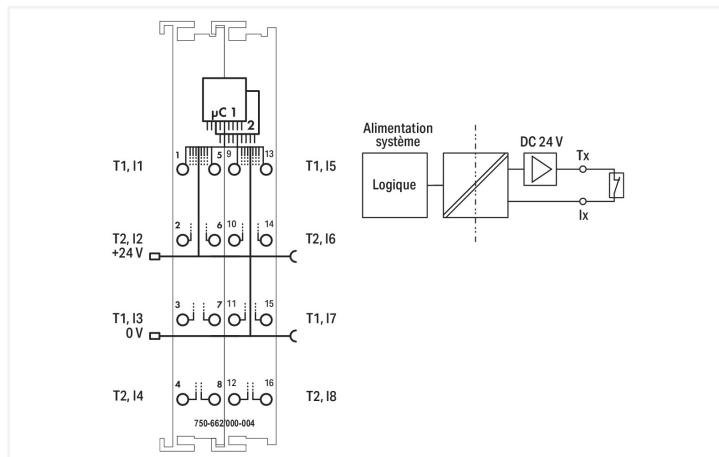 µC 1
2
1 5 9 13
T1, I1
T1, I5
2 6 10 14
T2, I2
+24 V
T2, I6
3 7 11 15
T1, I3
0 V
T1, I7
4 8 12 16
T2, I4
T2, I8
750-662/000-004
Alimentation
système
DC 24 V
Tx
Logique
Ix